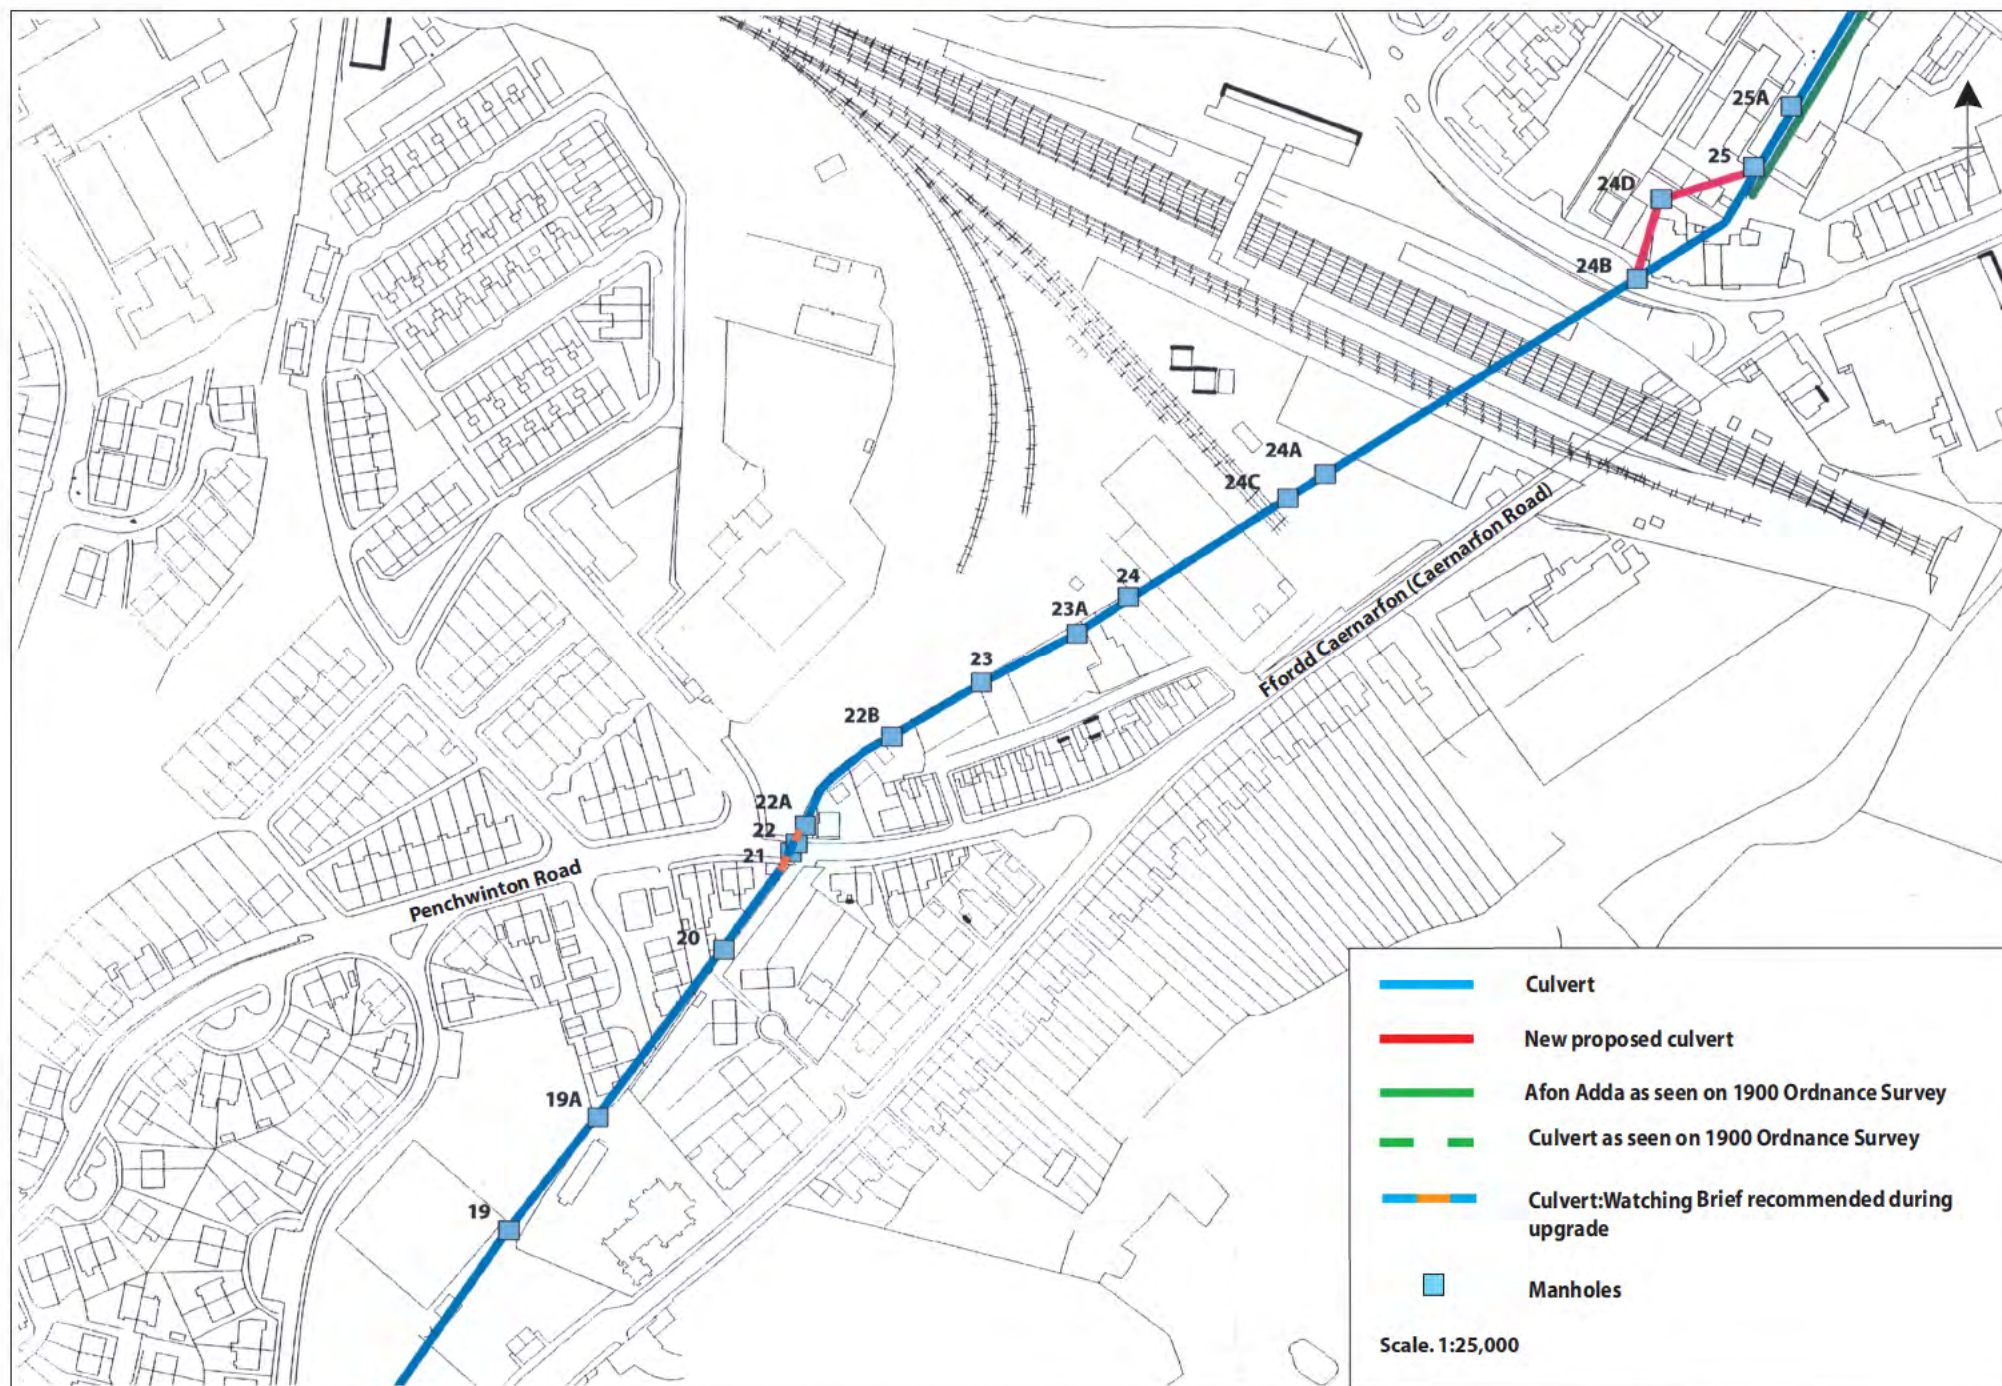 25A
25
24D
24B
24A
24C
24
23A
23
22B
22A
22
21
20
19A
19
Ffordd Caernarfon (Caernarfon Road)
Penchwinton Road
Culvert
New proposed culvert
Afon Adda as seen on 1900 Ordnance Survey
Culvert as seen on 1900 Ordnance Survey
Culvert:Watching Brief recommended during
upgrade
Manholes
Scale. 1:25,000